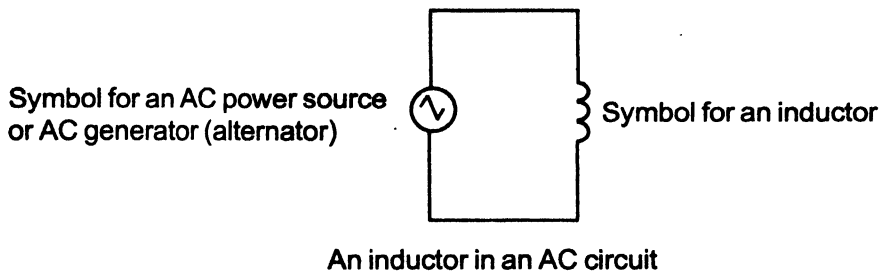 Symbol for an AC power source
or AC generator (alternator)
Symbol for an inductor
An inductor in an AC circuit